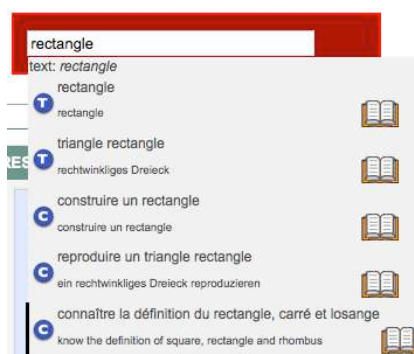 rectangle
text: rectangle
rectangle
T
rectangle
triangle rectangle
RES
T
rechtwinkliges Dreieck
construire un rectangle
C
construire un rectangle
reproduire un triangle rectangle
C
ein rechtwinkliges Dreieck reproduzieren
connaître la définition du rectangle, carré et losange
C
know the definition of square, rectangle and rhombus